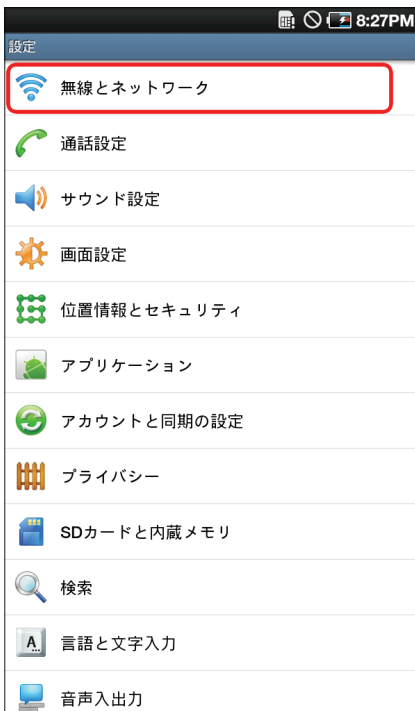 8:27PM
設定
無線とネットワーク
通話設定
サウンド設定
画面設定
位置情報とセキュリティ
アプリケーション
アカウントと同期の設定
プライバシー
SDカードと内蔵メモリ
検索
A
言語と文字入力
音声入出力